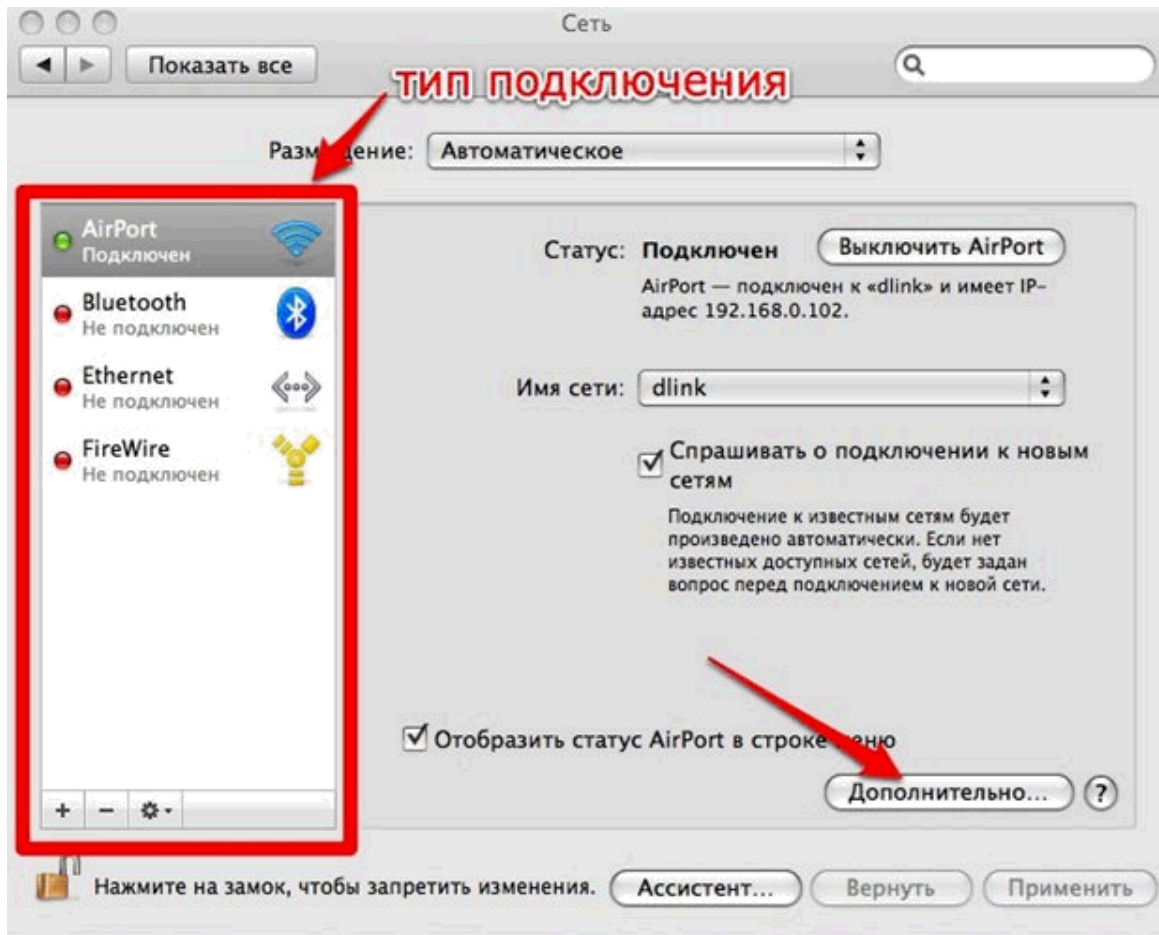 Сеть
Показать все
тип подключения
Размещение: Автоматическое
AirPort
Подключен
Bluetooth
Не подключен
Ethernet
Не подключен
FireWire
Не подключен
Статус: Подключен Выключить AirPort
AirPort — подключен к «dlink» и имеет IP-
адрес 192.168.0.102.
Имя сети: dlink
Спрашивать о подключении к новым
сетям
Подключение к известным сетям будет
произведено автоматически. Если нет
известных доступных сетей, будет задан
вопрос перед подключением к новой сети.
Отобразить статус AirPort в строке меню
Дополнительно... ?
+ −
Нажмите на замок, чтобы запретить изменения. Ассистент... Вернуть Применить